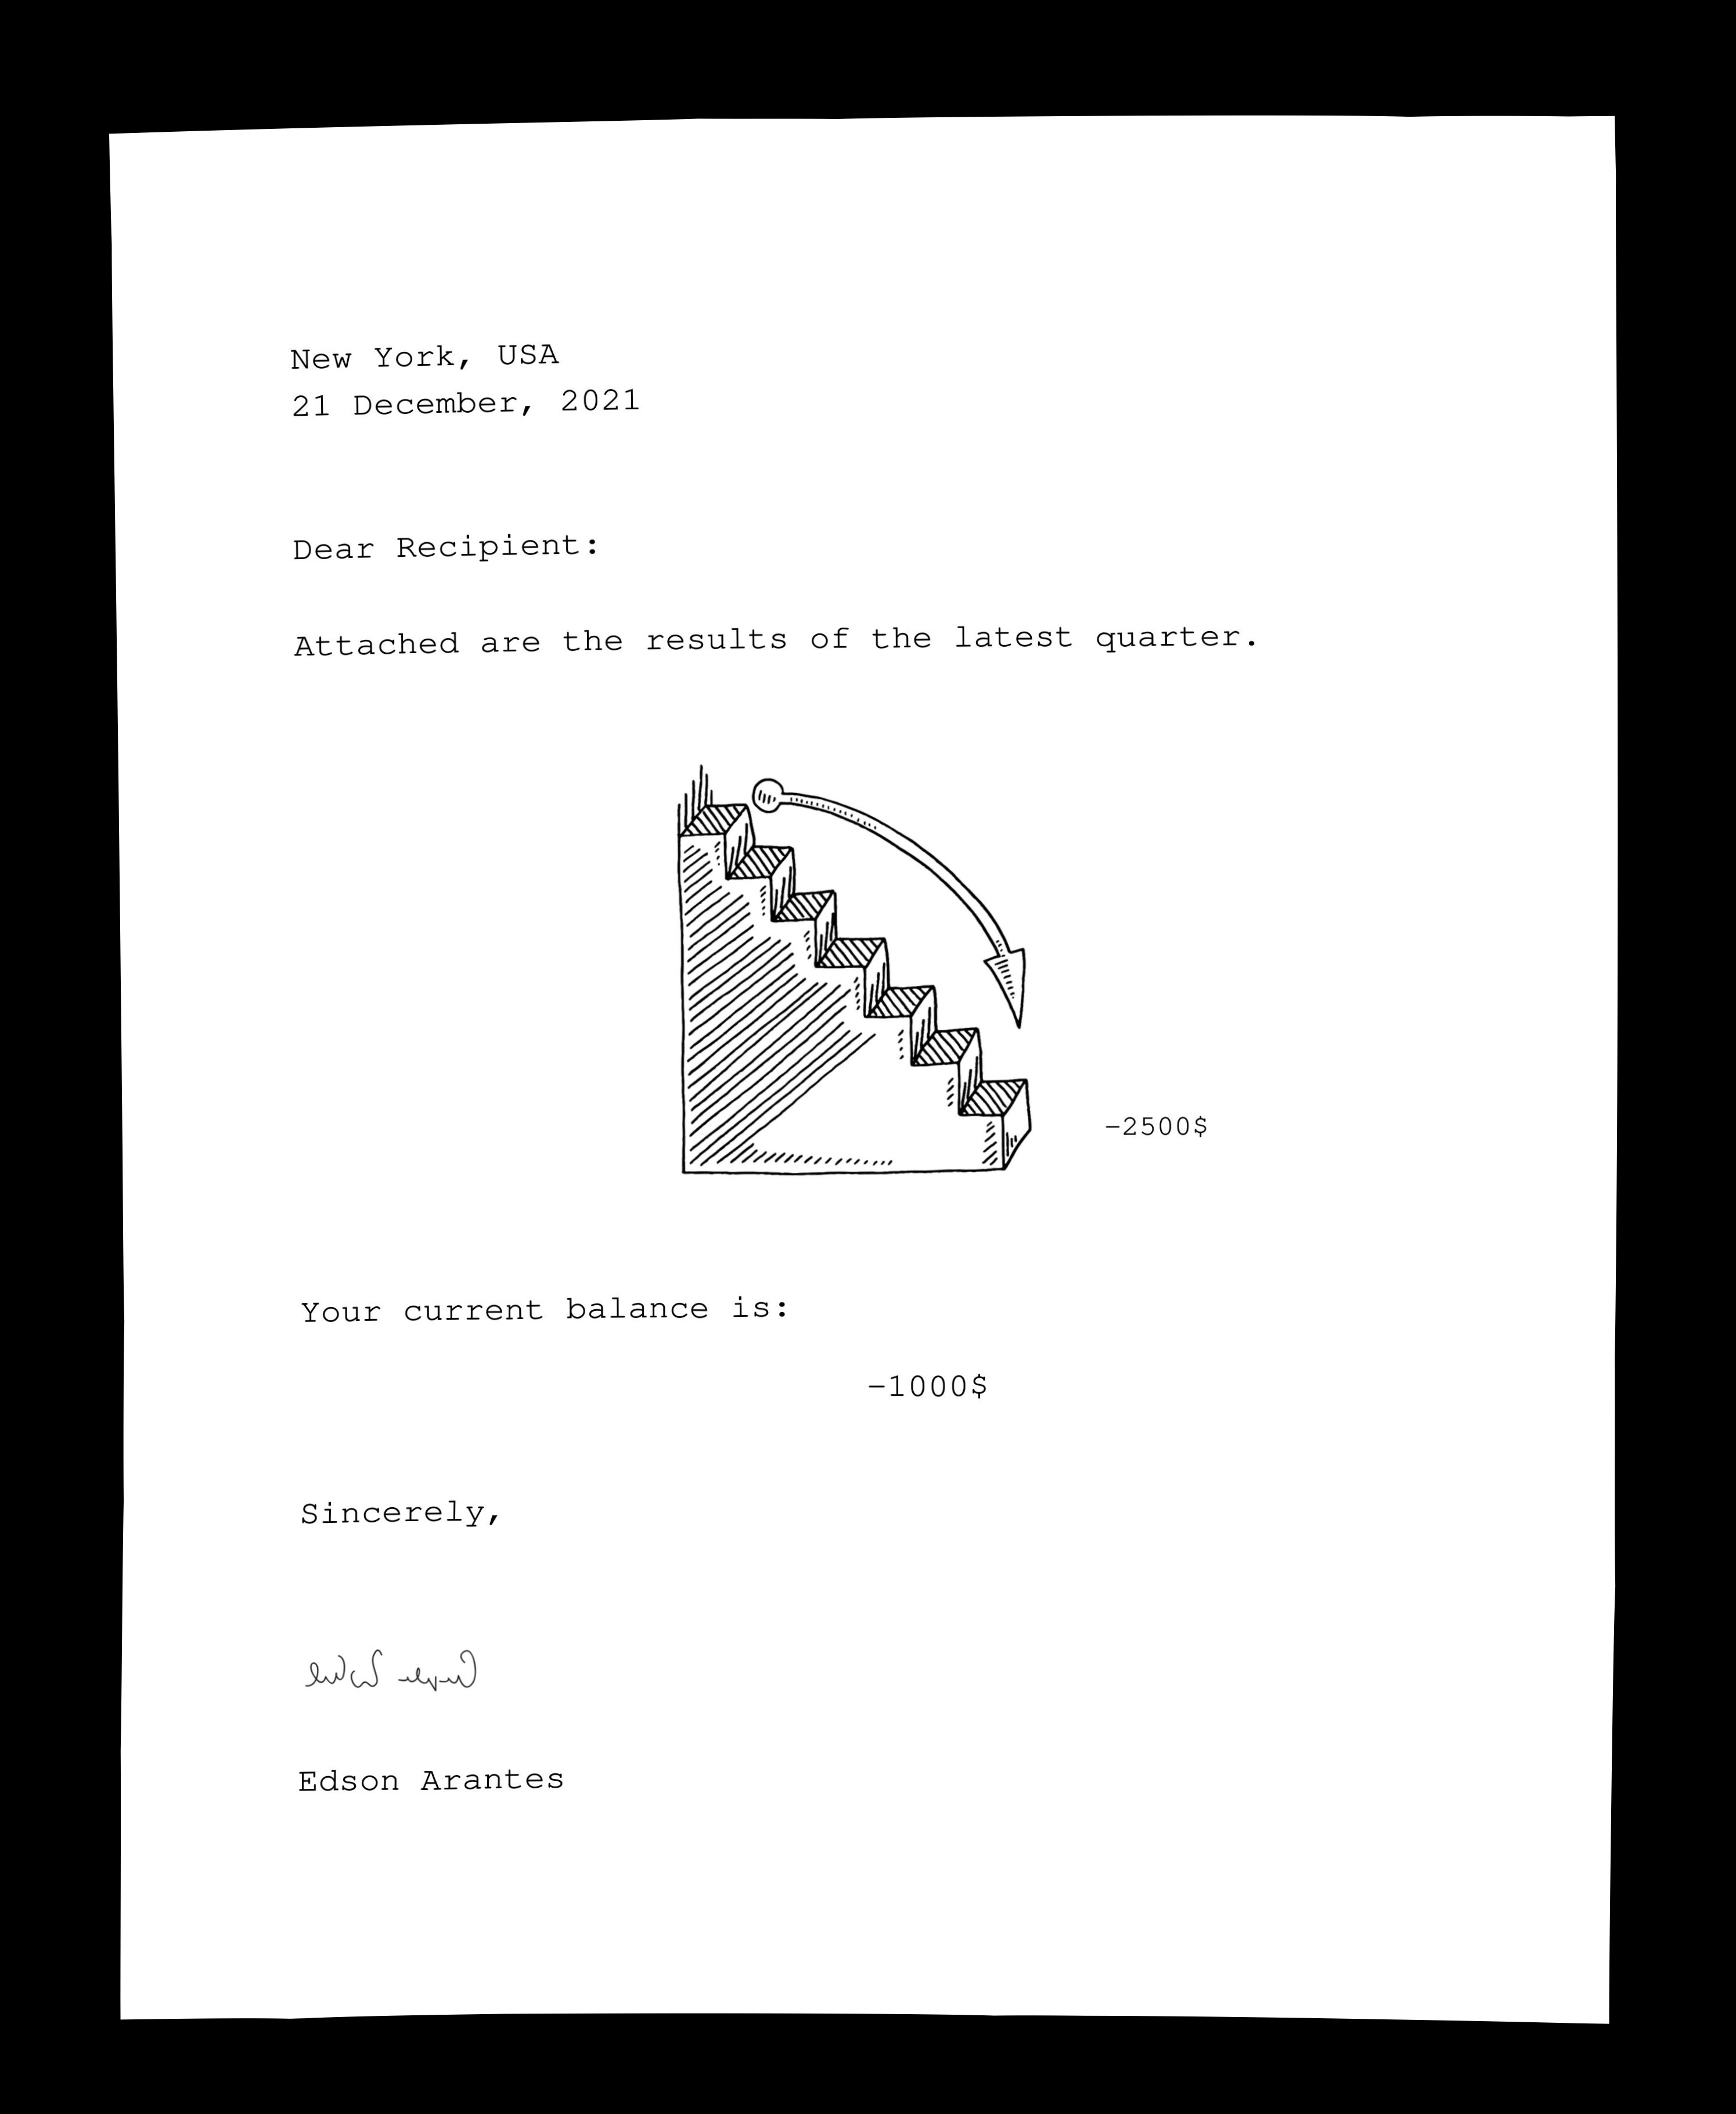 New York, USA
21 December, 2021
Dear Recipient:
Attached are the results of the latest quarter.
-2500$
Your current balance is:
-1000$
Sincerely,
Edson Arantes